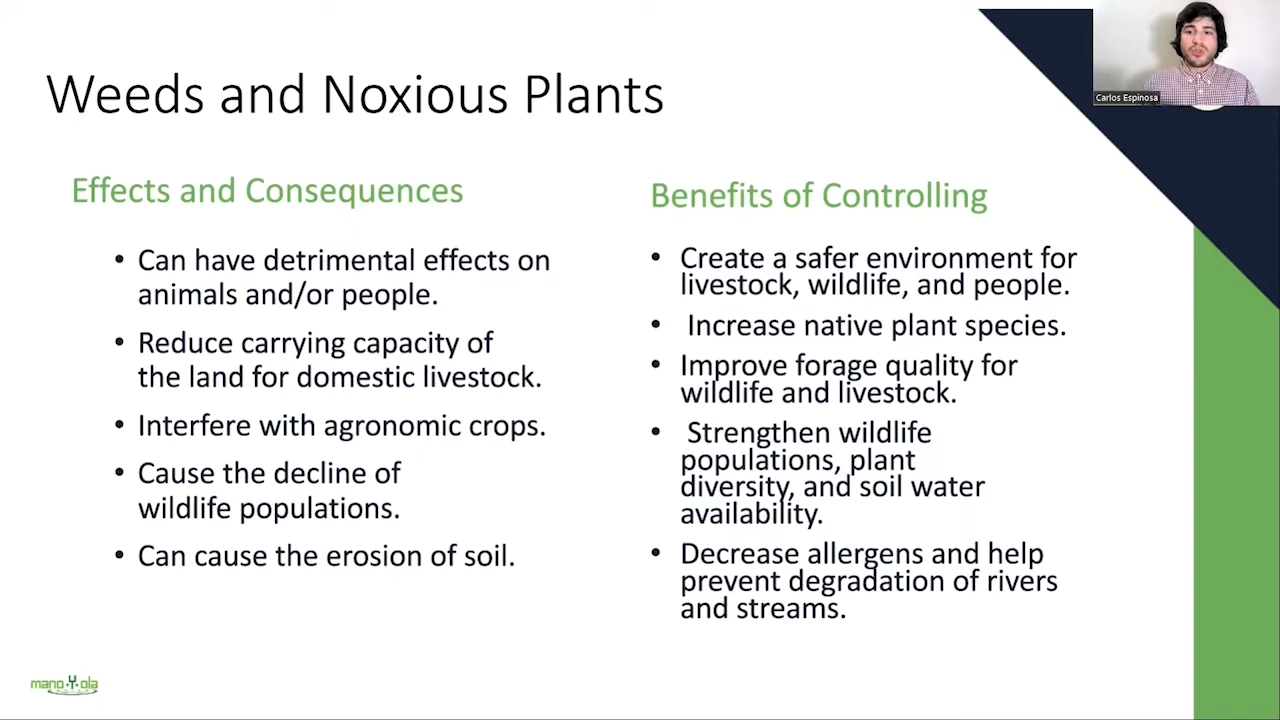 Weeds and Noxious Plants
Effects and Consequences
• Can have detrimental effects on
animals and/or people.
• Reduce carrying capacity of
the land for domestic livestock.
• Interfere with agronomic crops.
• Cause the decline of
wildlife populations.
• Can cause the erosion of soil.
Benefits of Controlling
• Create a safer environment for
livestock, wildlife, and people.
• Increase native plant species.
• Improve forage quality for
wildlife and livestock.
• Strengthen wildlife
populations, plant
diversity, and soil water
availability.
• Decrease allergens and help
prevent degradation of rivers
and streams.
Carlos Espinosa
mano Y ola